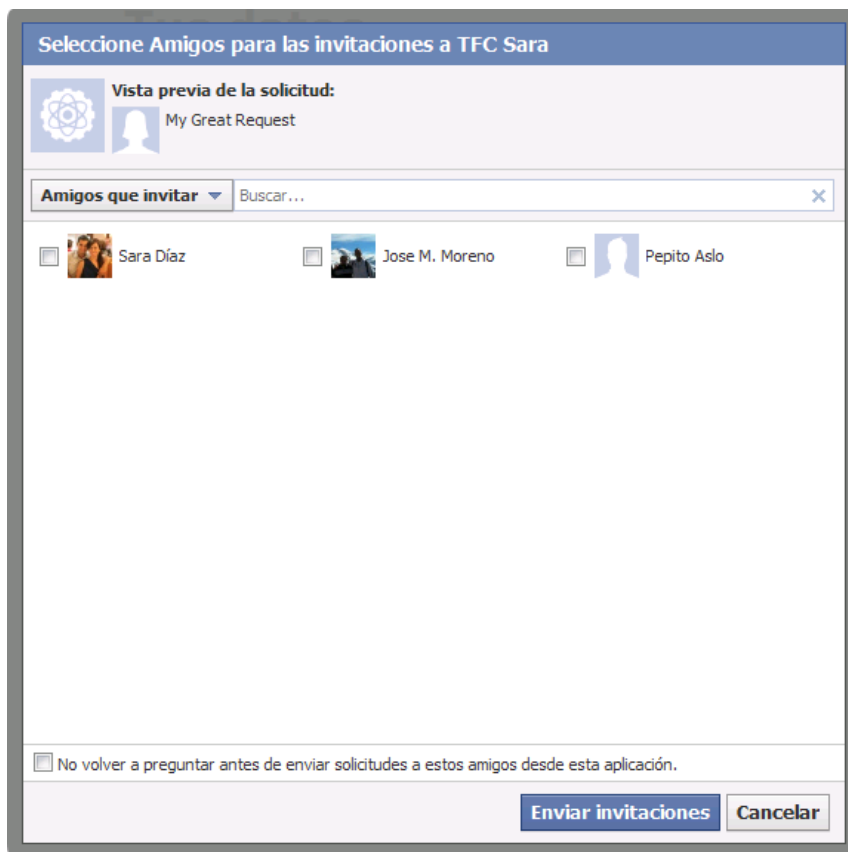 Tus datos
Seleccione Amigos para las invitaciones a TFC Sara
Vista previa de la solicitud:
My Great Request
Amigos que invitar Buscar...
Sara Díaz Jose M. Moreno Pepito Aslo
No volver a preguntar antes de enviar solicitudes a estos amigos desde esta aplicación.
Enviar invitaciones Cancelar